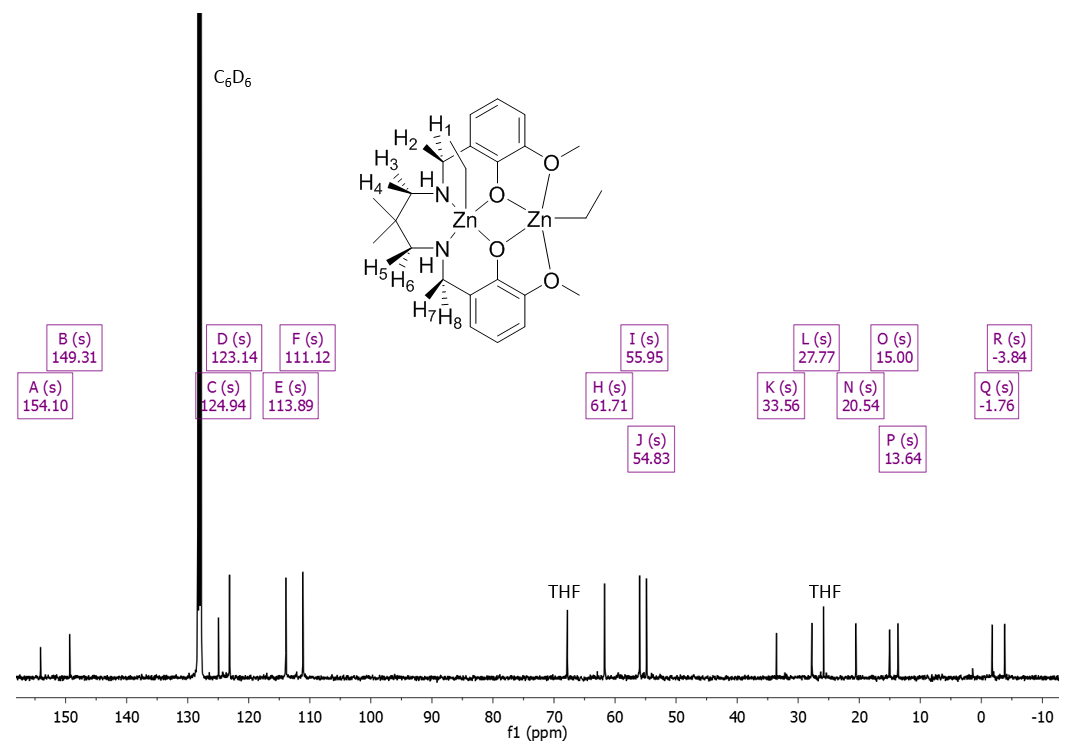 C6D6
H1
H2
H3
H4
H
N
O
O
Zn
Zn
N
H
O
O
H5
H6
H7
H8
B (s)
149.31
D (s)
123.14
F (s)
111.12
I (s)
55.95
L (s)
27.77
O (s)
15.00
R (s)
-3.84
A (s)
154.10
C (s)
124.94
E (s)
113.89
H (s)
61.71
K (s)
33.56
N (s)
20.54
Q (s)
-1.76
J (s)
54.83
P (s)
13.64
THF
THF
150 140 130 120 110 100 90 80 70 60 50 40 30 20 10 0 -10
f1 (ppm)